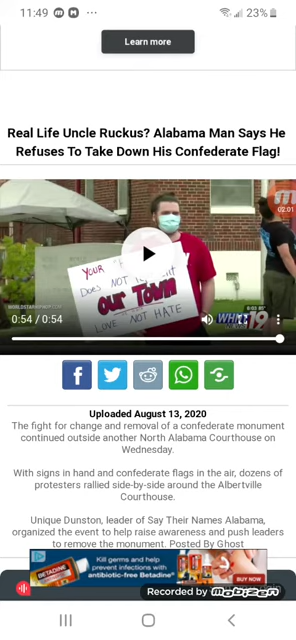 11:49
23%
Learn more
Real Life Uncle Ruckus? Alabama Man Says He
Refuses To Take Down His Confederate Flag!
02:01
YOUR
Does NOT
our Town
LOVE NOT HATE
0:54 / 0:54
WHNT
19
Uploaded August 13, 2020
The fight for change and removal of a confederate monument
continued outside another North Alabama Courthouse on
Wednesday.
With signs in hand and confederate flags in the air, dozens of
protesters rallied side-by-side around the Albertville
Courthouse.
Unique Dunston, leader of Say Their Names Alabama,
organized the event to help raise awareness and push leaders
to remove the monument. Posted By Ghost
BETADINE
Kill germs and help
prevent infections with
antibiotic-free Betadine
BUY NOW
Recorded by MOBIZEN